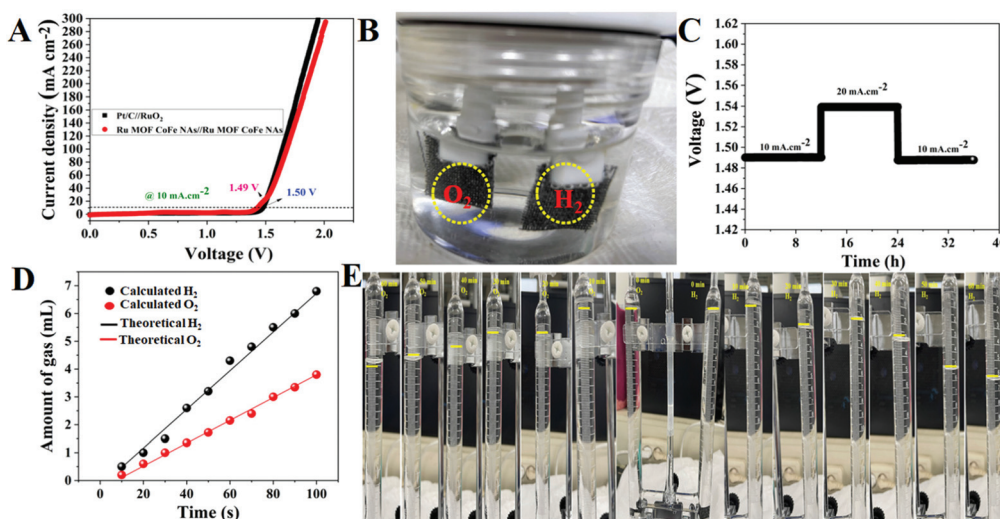 A
Current density (mA cm⁻²)
300
280
260
240
220
200
180
160
140
120
100
80
60
40
20
0
Pt/C//RuO₂
Ru MOF CoFe NAs//Ru MOF CoFe NAs
@ 10 mA.cm⁻²
1.49 V
1.50 V
0.0 0.5 1.0 1.5 2.0
Voltage (V)
B
O₂
H₂
C
Voltage (V)
1.62
1.60
1.58
1.56
1.54
1.52
1.50
1.48
1.46
1.44
1.42
20 mA.cm⁻²
10 mA.cm⁻²
10 mA.cm⁻²
0 8 16 24 32 40
Time (h)
D
Amount of gas (mL)
7
6
5
4
3
2
1
0
Calculated H₂
Calculated O₂
Theoretical H₂
Theoretical O₂
0 20 40 60 80 100
Time (s)
E
0 min
H₂